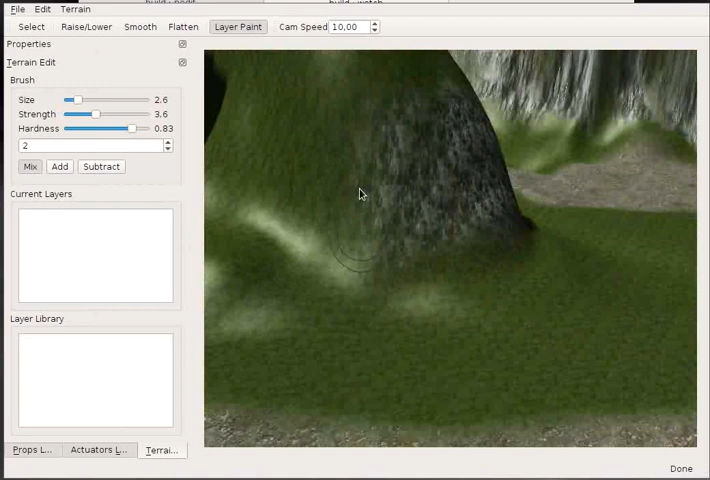 File Edit Terrain
Select Raise/Lower Smooth Flatten Layer Paint Cam Speed 10,00
Properties
Terrain Edit
Brush
Size 2.6
Strength 3.6
Hardness 0.83
2
Mix Add Subtract
Current Layers
Layer Library
Props L... Actuators L... Terrai...
Done